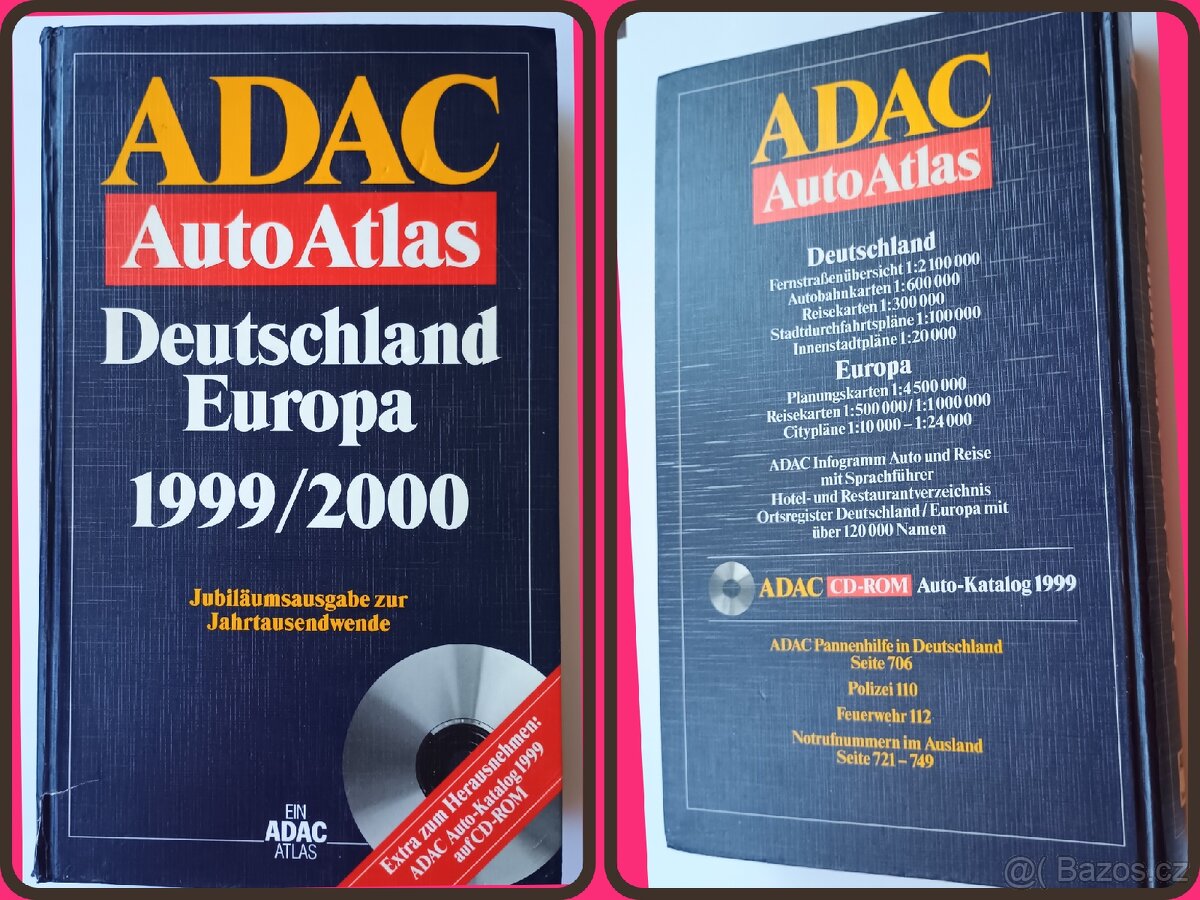 ADAC
AutoAtlas
Deutschland
Europa
1999/2000
Jubiläumsausgabe zur
Jahrtausendwende
Extra zum Herausnehmen:
ADAC Auto-Katalog 1999
auf CD-ROM
EIN
ADAC
ATLAS
ADAC
AutoAtlas
Deutschland
Fernstraßenübersicht 1:2 100 000
Autobahnkarten 1:600 000
Reisekarten 1:300 000
Stadtdurchfahrtspläne 1:100 000
Innenstadtpläne 1:20 000
Europa
Planungskarten 1:4 500 000
Reisekarten 1:500 000 / 1:1 000 000
Citypläne 1:10 000 – 1:24 000
ADAC Infogramm Auto und Reise
mit Sprachführer
Hotel- und Restaurantverzeichnis
Ortsregister Deutschland / Europa mit
über 120 000 Namen
ADAC CD-ROM Auto-Katalog 1999
ADAC Pannenhilfe in Deutschland
Seite 706
Polizei 110
Feuerwehr 112
Notrufnummern im Ausland
Seite 721 – 749
@( Bazos.cz